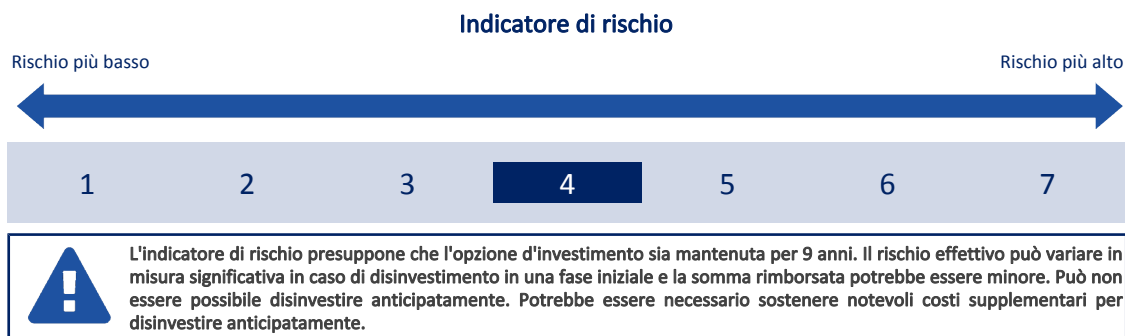 Indicatore di rischio
Rischio più basso
Rischio più alto
1 2 3 4 5 6 7
L'indicatore di rischio presuppone che l'opzione d'investimento sia mantenuta per 9 anni. Il rischio effettivo può variare in
misura significativa in caso di disinvestimento in una fase iniziale e la somma rimborsata potrebbe essere minore. Può non
essere possibile disinvestire anticipatamente. Potrebbe essere necessario sostenere notevoli costi supplementari per
disinvestire anticipatamente.